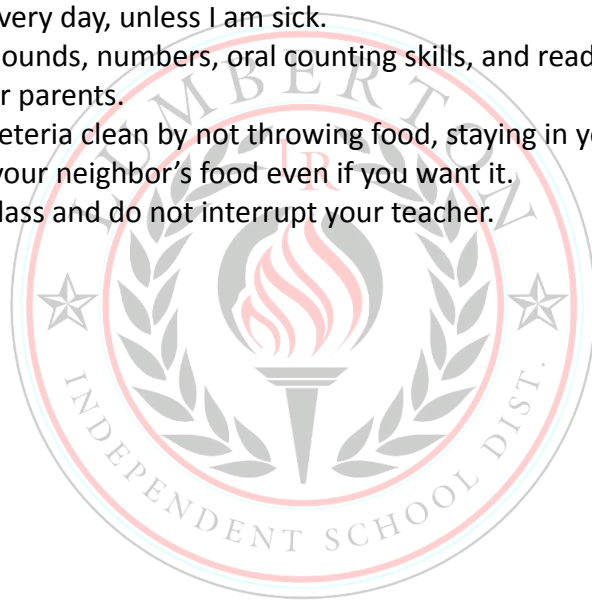 very day, unless I am sick.
ounds, numbers, oral counting skills, and read
r parents.
eteria clean by not throwing food, staying in yo
your neighbor’s food even if you want it.
lass and do not interrupt your teacher.
LUMBERTON
INDEPENDENT SCHOOL DIST.